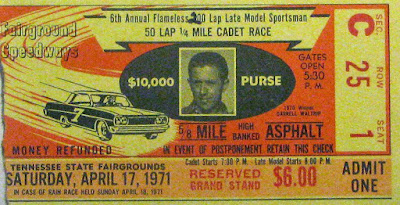 6th Annual Flameless 300 Lap Late Model Sportsman
50 LAP ¼ MILE CADET RACE
Fairground
Speedways
GATES
OPEN
5:30
P. M.
$10,000 PURSE
1970 Winner
DARRELL WALTRIP
5/8 MILE HIGH BANKED ASPHALT
MONEY REFUNDED
IN EVENT OF POSTPONEMENT RETAIN THIS CHECK
TENNESSEE STATE FAIRGROUNDS
SATURDAY, APRIL 17, 1971
IN CASE OF RAIN RACE HELD SUNDAY APRIL 18, 1971
Cadet Starts 7:30 P. M. Late Model Starts 8:00 P. M.
RESERVED
GRAND STAND
$6.00
C SEC
25 ROW
1 SEAT
ADMIT
ONE